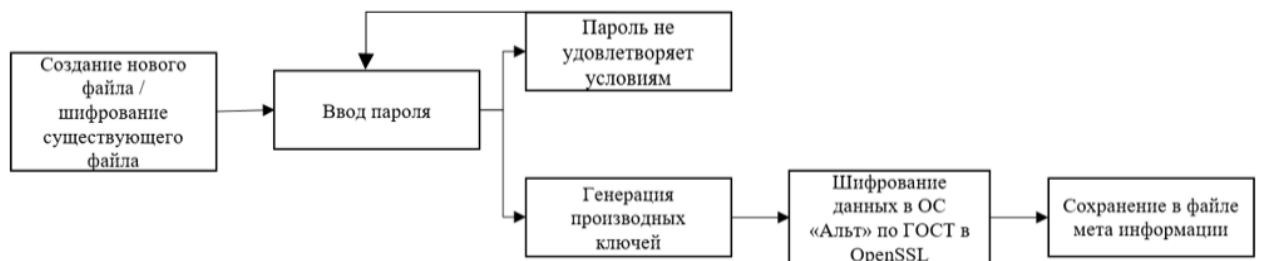 Создание нового
файла /
шифрование
существующего
файла
Ввод пароля
Пароль не
удовлетворяет
условиям
Генерация
производных
ключей
Шифрование
данных в ОС
«Альт» по ГОСТ в
OpenSSL
Сохранение в файле
мета информации